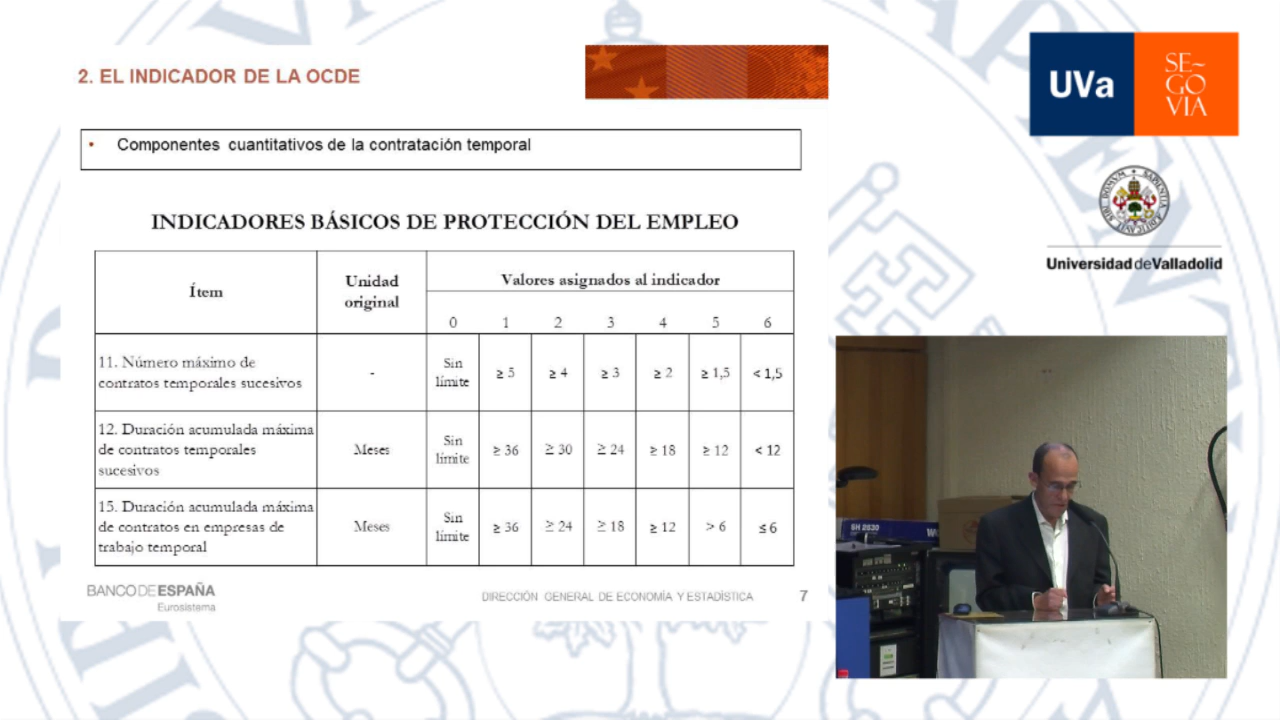 2. EL INDICADOR DE LA OCDE
• Componentes cuantitativos de la contratación temporal
INDICADORES BÁSICOS DE PROTECCIÓN DEL EMPLEO
Ítem
Unidad
original
Valores asignados al indicador
0 1 2 3 4 5 6
11. Número máximo de
contratos temporales sucesivos
-
Sin
límite
≥ 5 ≥ 4 ≥ 3 ≥ 2 ≥ 1,5 < 1,5
12. Duración acumulada máxima
de contratos temporales
sucesivos
Meses
Sin
límite
≥ 36 ≥ 30 ≥ 24 ≥ 18 ≥ 12 < 12
15. Duración acumulada máxima
de contratos en empresas de
trabajo temporal
Meses
Sin
límite
≥ 36 ≥ 24 ≥ 18 ≥ 12 > 6 ≤ 6
BANCO DE ESPAÑA
Eurosistema
DIRECCIÓN GENERAL DE ECONOMÍA Y ESTADÍSTICA
7
UVa
SE~
GO
VIA
Universidad de Valladolid